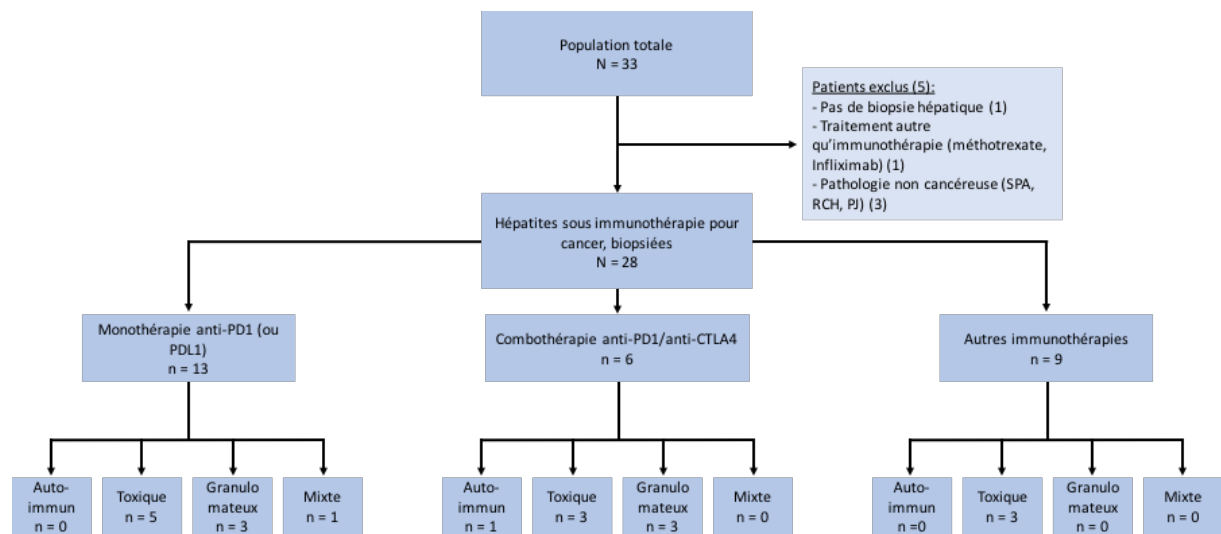 Population totale
N = 33
Patients exclus (5):
- Pas de biopsie hépatique (1)
- Traitement autre
qu'immunothérapie (méthotrexate,
Infliximab) (1)
- Pathologie non cancéreuse (SPA,
RCH, PJ) (3)
Hépatites sous immunothérapie pour
cancer, biopsiées
N = 28
Monothérapie anti-PD1 (ou
PDL1)
n = 13
Combothérapie anti-PD1/anti-CTLA4
n = 6
Autres immunothérapies
n = 9
Auto-
immun
n = 0
Toxique
n = 5
Granulo
mateux
n = 3
Mixte
n = 1
Auto-
immun
n = 1
Toxique
n = 3
Granulo
mateux
n = 3
Mixte
n = 0
Auto-
immun
n =0
Toxique
n = 3
Granulo
mateux
n = 0
Mixte
n = 0